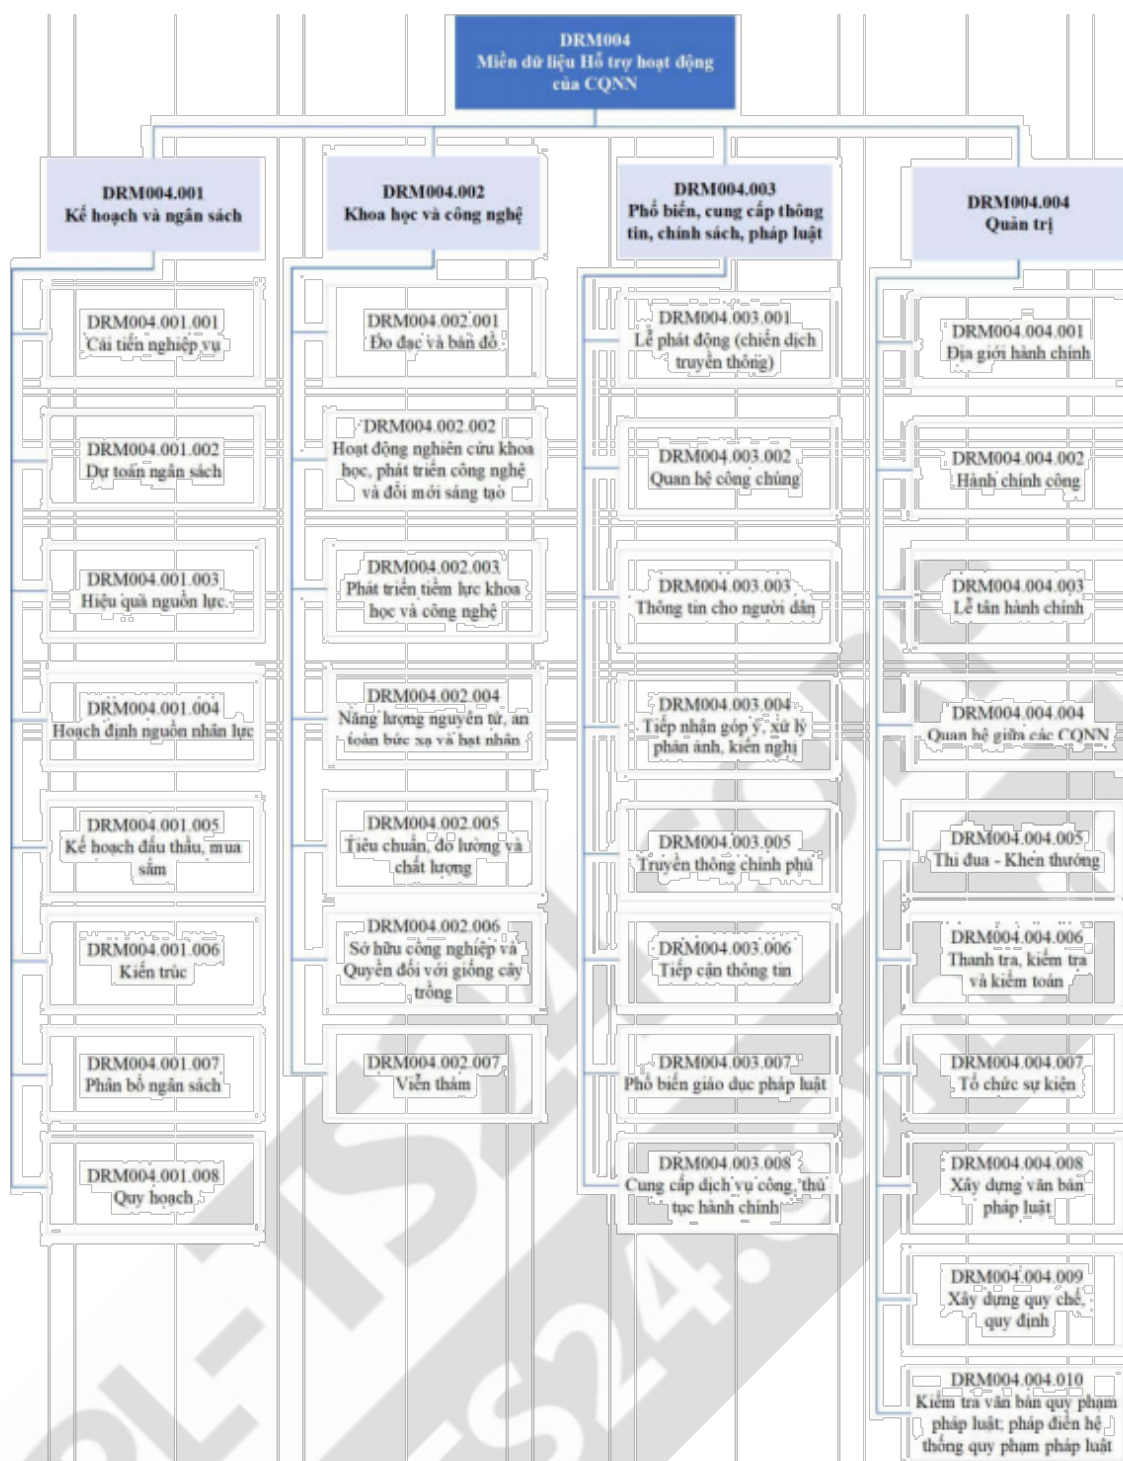 DRM004
Miền dữ liệu Hỗ trợ hoạt động
của CQNN
DRM004.001
Kế hoạch và ngân sách
DRM004.001.001
Cải tiến nghiệp vụ
DRM004.001.002
Dự toán ngân sách
DRM004.001.003
Hiệu quả nguồn lực
DRM004.001.004
Hoạch định nguồn nhân lực
DRM004.001.005
Kế hoạch đấu thầu, mua
sắm
DRM004.001.006
Kiến trúc
DRM004.001.007
Phân bổ ngân sách
DRM004.001.008
Quy hoạch
DRM004.002
Khoa học và công nghệ
DRM004.002.001
Đo đạc và bản đồ
DRM004.002.002
Hoạt động nghiên cứu khoa
học, phát triển công nghệ
và đổi mới sáng tạo
DRM004.002.003
Phát triển tiềm lực khoa
học và công nghệ
DRM004.002.004
Năng lượng nguyên tử, an
toàn bức xạ và hạt nhân
DRM004.002.005
Tiêu chuẩn, đo lường và
chất lượng
DRM004.002.006
Sở hữu công nghiệp và
Quyền đối với giống cây
trồng
DRM004.002.007
Viễn thám
DRM004.003
Phổ biến, cung cấp thông
tin, chính sách, pháp luật
DRM004.003.001
Lễ phát động (chiến dịch
truyền thông)
DRM004.003.002
Quan hệ công chúng
DRM004.003.003
Thông tin cho người dân
DRM004.003.004
Tiếp nhận góp ý, xử lý
phản ánh, kiến nghị
DRM004.003.005
Truyền thông chính phủ
DRM004.003.006
Tiếp cận thông tin
DRM004.003.007
Phổ biến giáo dục pháp luật
DRM004.003.008
Cung cấp dịch vụ công, thủ
tục hành chính
DRM004.004
Quản trị
DRM004.004.001
Địa giới hành chính
DRM004.004.002
Hành chính công
DRM004.004.003
Lễ tân hành chính
DRM004.004.004
Quan hệ giữa các CQNN
DRM004.004.005
Thi đua - Khen thưởng
DRM004.004.006
Thanh tra, kiểm tra
và kiểm toán
DRM004.004.007
Tổ chức sự kiện
DRM004.004.008
Xây dựng văn bản
pháp luật
DRM004.004.009
Xây dựng quy chế,
quy định
DRM004.004.010
Kiểm tra văn bản quy phạm
pháp luật; pháp điển hệ
thống quy phạm pháp luật